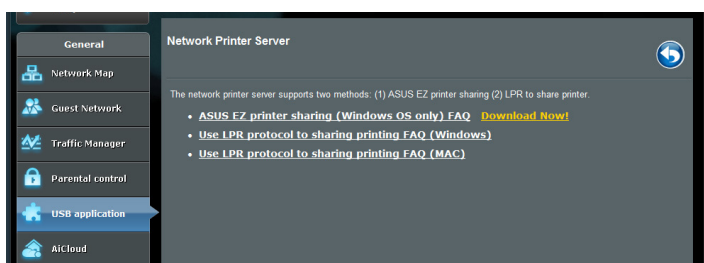 General
Network Map
Guest Network
Traffic Manager
Parental control
USB application
AiCloud
Network Printer Server
The network printer server supports two methods: (1) ASUS EZ printer sharing (2) LPR to share printer.
ASUS EZ printer sharing (Windows OS only) FAQ Download Now!
Use LPR protocol to sharing printing FAQ (Windows)
Use LPR protocol to sharing printing FAQ (MAC)